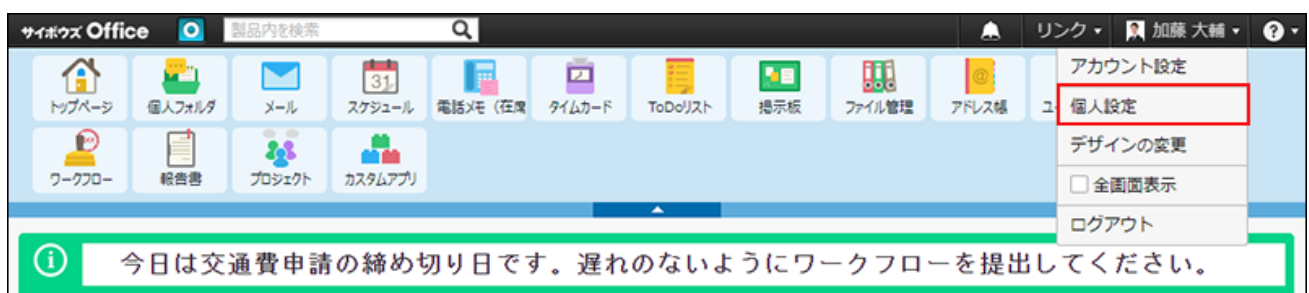 サイボウズ Office 製品内を検索 リンク 加藤 大輔 ?
トップページ 個人フォルダ メール スケジュール 電話メモ（在席 タイムカード ToDoリスト 掲示板 ファイル管理 アドレス帳 ユ
ワークフロー 報告書 プロジェクト カスタムアプリ
アカウント設定
個人設定
デザインの変更
全画面表示
ログアウト
今日は交通費申請の締め切り日です。遅れのないようにワークフローを提出してください。